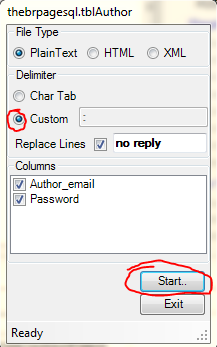 thebrpagesql.tblAuthor
File Type
PlainText HTML XML
Delimiter
Char Tab
Custom :
Replace Lines no reply
Columns
Author_email
Password
Start..
Exit
Ready